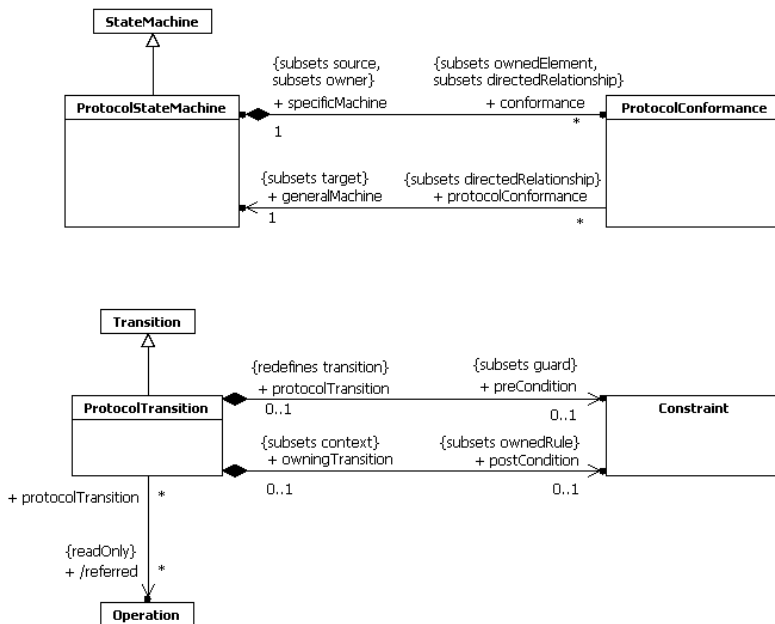 StateMachine
{subsets source,
subsets owner}
+ specificMachine
{subsets ownedElement,
subsets directedRelationship}
+ conformance
ProtocolStateMachine
ProtocolConformance
1
*
{subsets target}
+ generalMachine
{subsets directedRelationship}
+ protocolConformance
1
*
Transition
{redefines transition}
+ protocolTransition
{subsets guard}
+ preCondition
ProtocolTransition
Constraint
0..1
0..1
{subsets context}
+ owningTransition
{subsets ownedRule}
+ postCondition
0..1
0..1
+ protocolTransition
*
{readOnly}
+ /referred
*
Operation